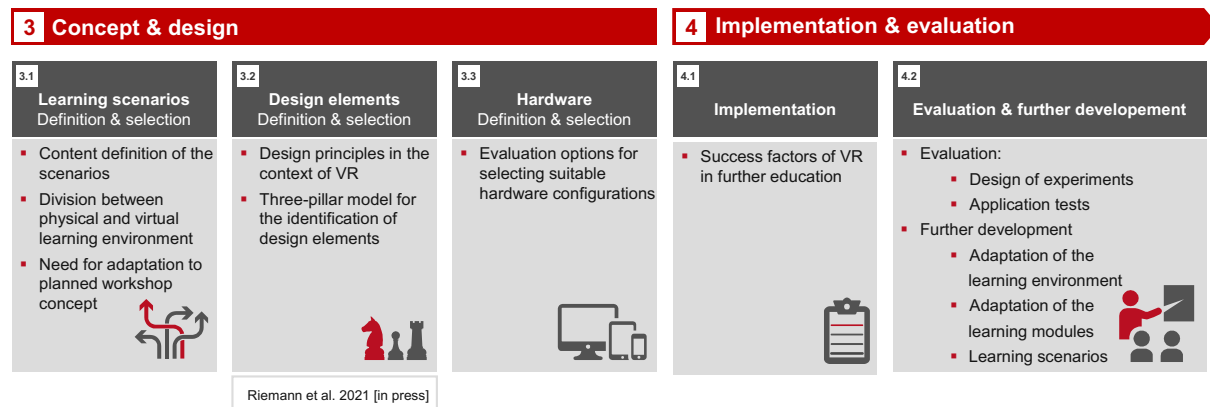 3 Concept & design
3.1
Learning scenarios
Definition & selection
Content definition of the
scenarios
Division between
physical and virtual
learning environment
Need for adaptation to
planned workshop
concept
3.2
Design elements
Definition & selection
Design principles in the
context of VR
Three-pillar model for
the identification of
design elements
Riemann et al. 2021 [in press]
3.3
Hardware
Definition & selection
Evaluation options for
selecting suitable
hardware configurations
4 Implementation & evaluation
4.1
Implementation
Success factors of VR
in further education
4.2
Evaluation & further developement
Evaluation:
Design of experiments
Application tests
Further development
Adaptation of the
learning environment
Adaptation of the
learning modules
Learning scenarios